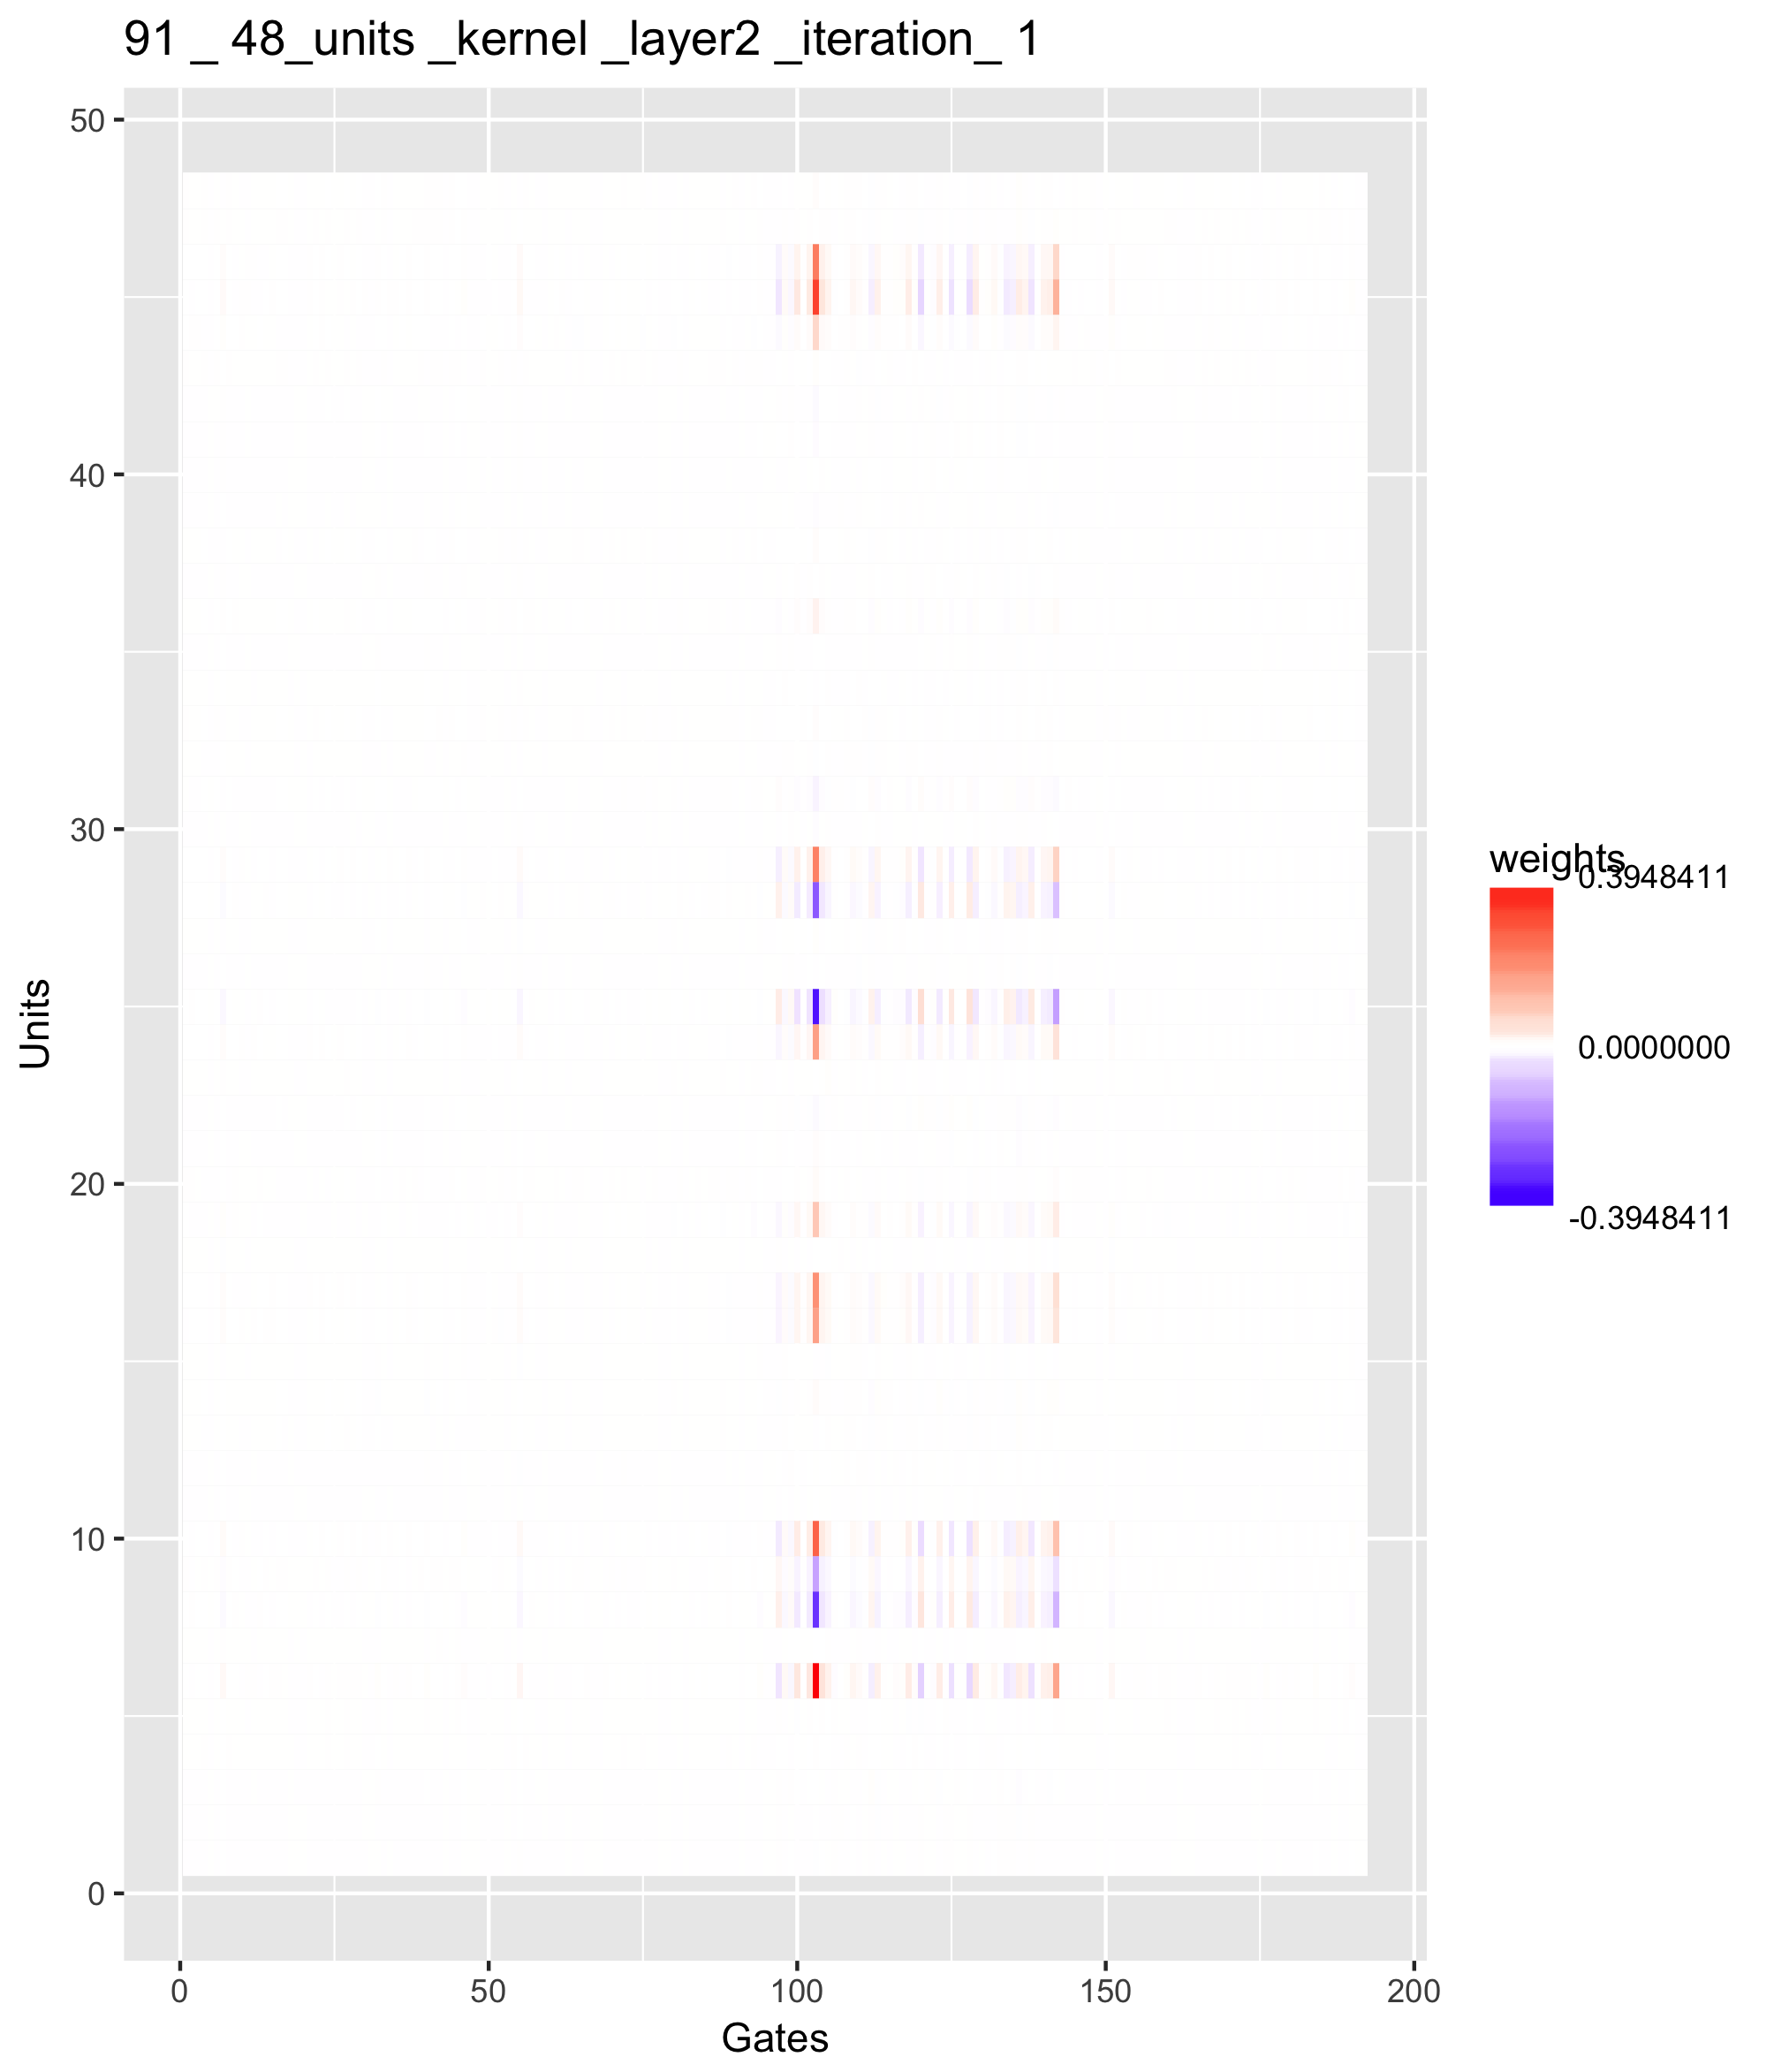 91 _ 48_units _kernel _layer2 _iteration_ 1
50
40
30
20
10
0
Units
0 50 100 150 200
Gates
weights
0.3948411
0.0000000
-0.3948411